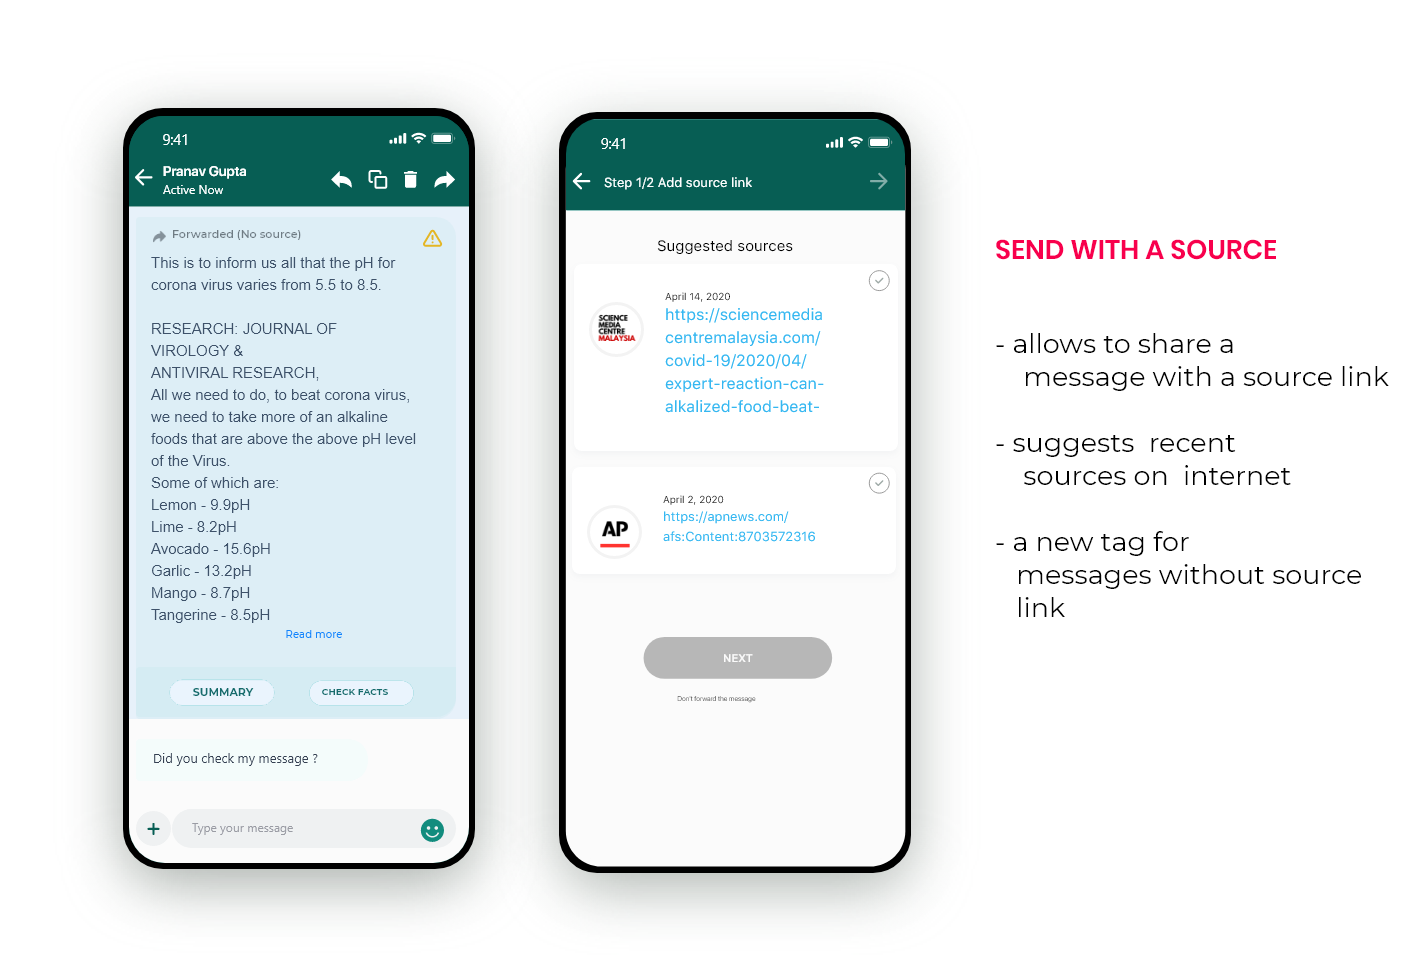 9:41
Pranav Gupta
Active Now
Forwarded (No source)
This is to inform us all that the pH for
corona virus varies from 5.5 to 8.5.
RESEARCH: JOURNAL OF
VIROLOGY &
ANTIVIRAL RESEARCH,
All we need to do, to beat corona virus,
we need to take more of an alkaline
foods that are above the above pH level
of the Virus.
Some of which are:
Lemon - 9.9pH
Lime - 8.2pH
Avocado - 15.6pH
Garlic - 13.2pH
Mango - 8.7pH
Tangerine - 8.5pH
Read more
SUMMARY
CHECK FACTS
Did you check my message ?
Type your message
9:41
Step 1/2 Add source link
Suggested sources
SCIENCE
MEDIA
CENTRE
MALAYSIA
April 14, 2020
https://sciencemedia
centremalaysia.com/
covid-19/2020/04/
expert-reaction-can-
alkalized-food-beat-
AP
April 2, 2020
https://apnews.com/
afs:Content:8703572316
NEXT
Don't forward the message
SEND WITH A SOURCE
- allows to share a
message with a source link
- suggests recent
sources on internet
- a new tag for
messages without source
link